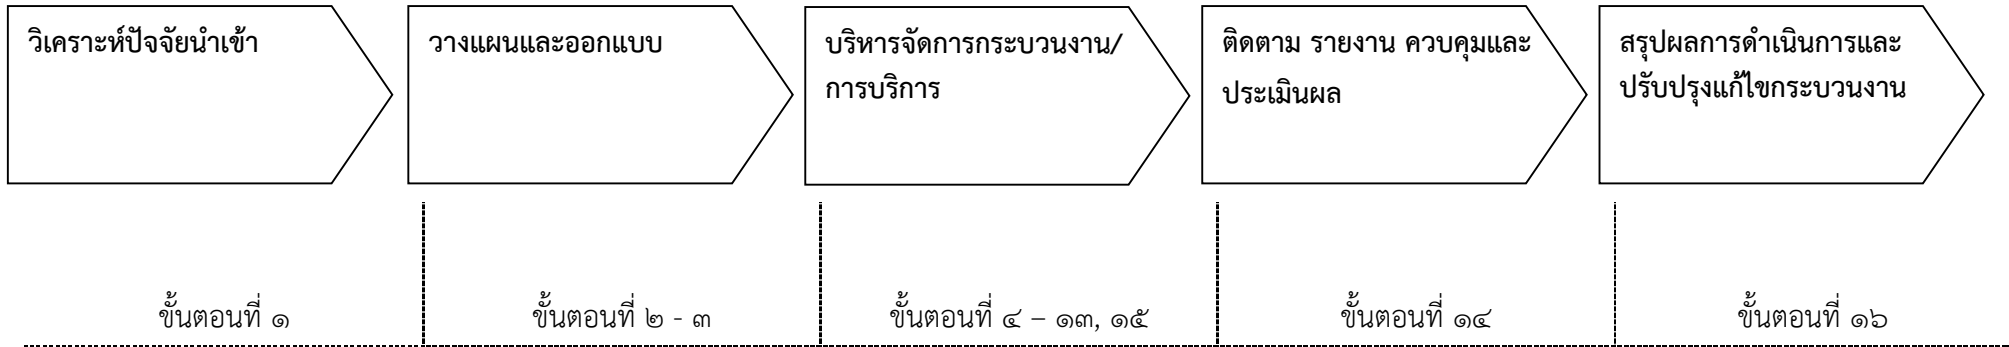 วิเคราะห์ปัจจัยนำเข้า
วางแผนและออกแบบ
บริหารจัดการกระบวนงาน/
การบริการ
ติดตาม รายงาน ควบคุมและ
ประเมินผล
สรุปผลการดำเนินการและ
ปรับปรุงแก้ไขกระบวนงาน
ขั้นตอนที่ ๑
ขั้นตอนที่ ๒ - ๓
ขั้นตอนที่ ๔ – ๑๓, ๑๕
ขั้นตอนที่ ๑๔
ขั้นตอนที่ ๑๖